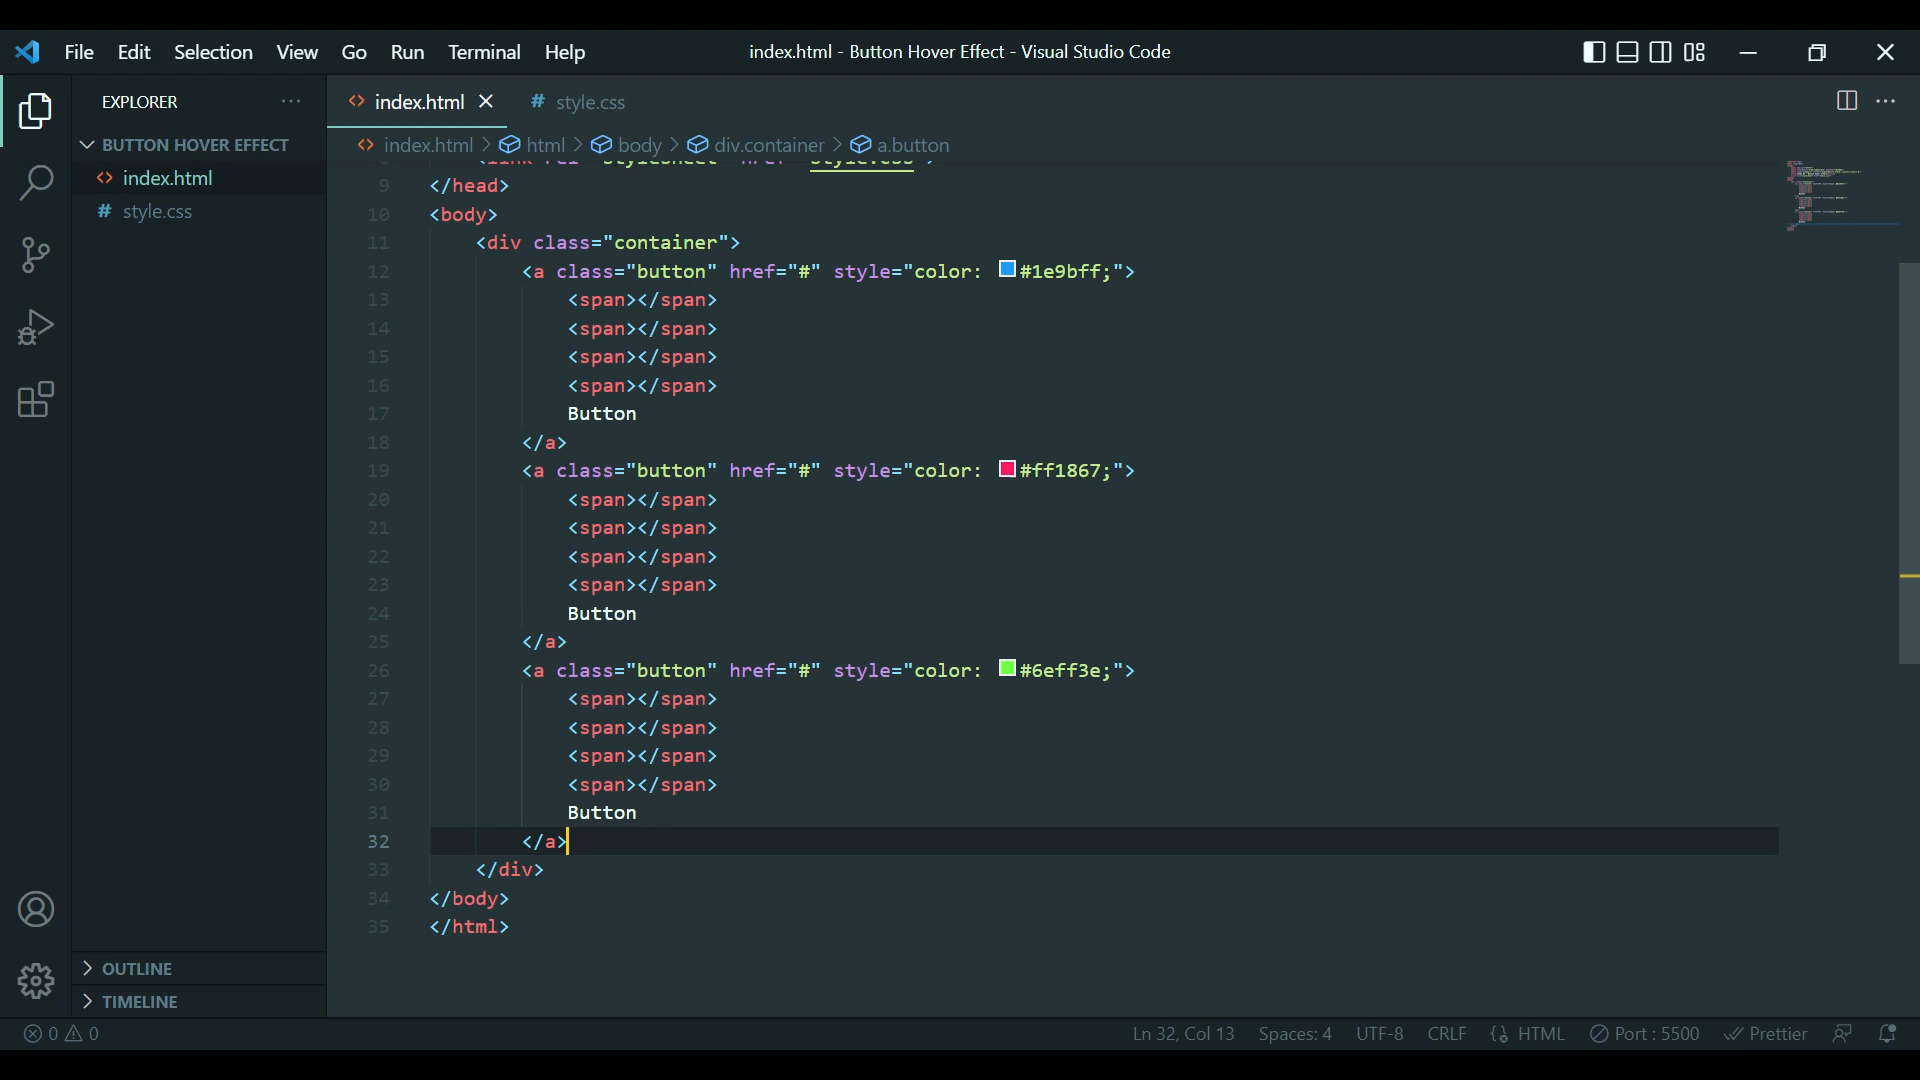 File Edit Selection View Go Run Terminal Help index.html - Button Hover Effect - Visual Studio Code
EXPLORER ··· <> index.html × # style.css ···
BUTTON HOVER EFFECT <> index.html > html > body > div.container > a.button
<> index.html
# style.css
<link rel="stylesheet" href="style.css">
9 </head>
10 <body>
11 <div class="container">
12 <a class="button" href="#" style="color: #1e9bff;">
13 <span></span>
14 <span></span>
15 <span></span>
16 <span></span>
17 Button
18 </a>
19 <a class="button" href="#" style="color: #ff1867;">
20 <span></span>
21 <span></span>
22 <span></span>
23 <span></span>
24 Button
25 </a>
26 <a class="button" href="#" style="color: #6eff3e;">
27 <span></span>
28 <span></span>
29 <span></span>
30 <span></span>
31 Button
32 </a>
33 </div>
34 </body>
35 </html>
> OUTLINE
> TIMELINE
0 0 Ln 32, Col 13 Spaces: 4 UTF-8 CRLF HTML Port : 5500 Prettier